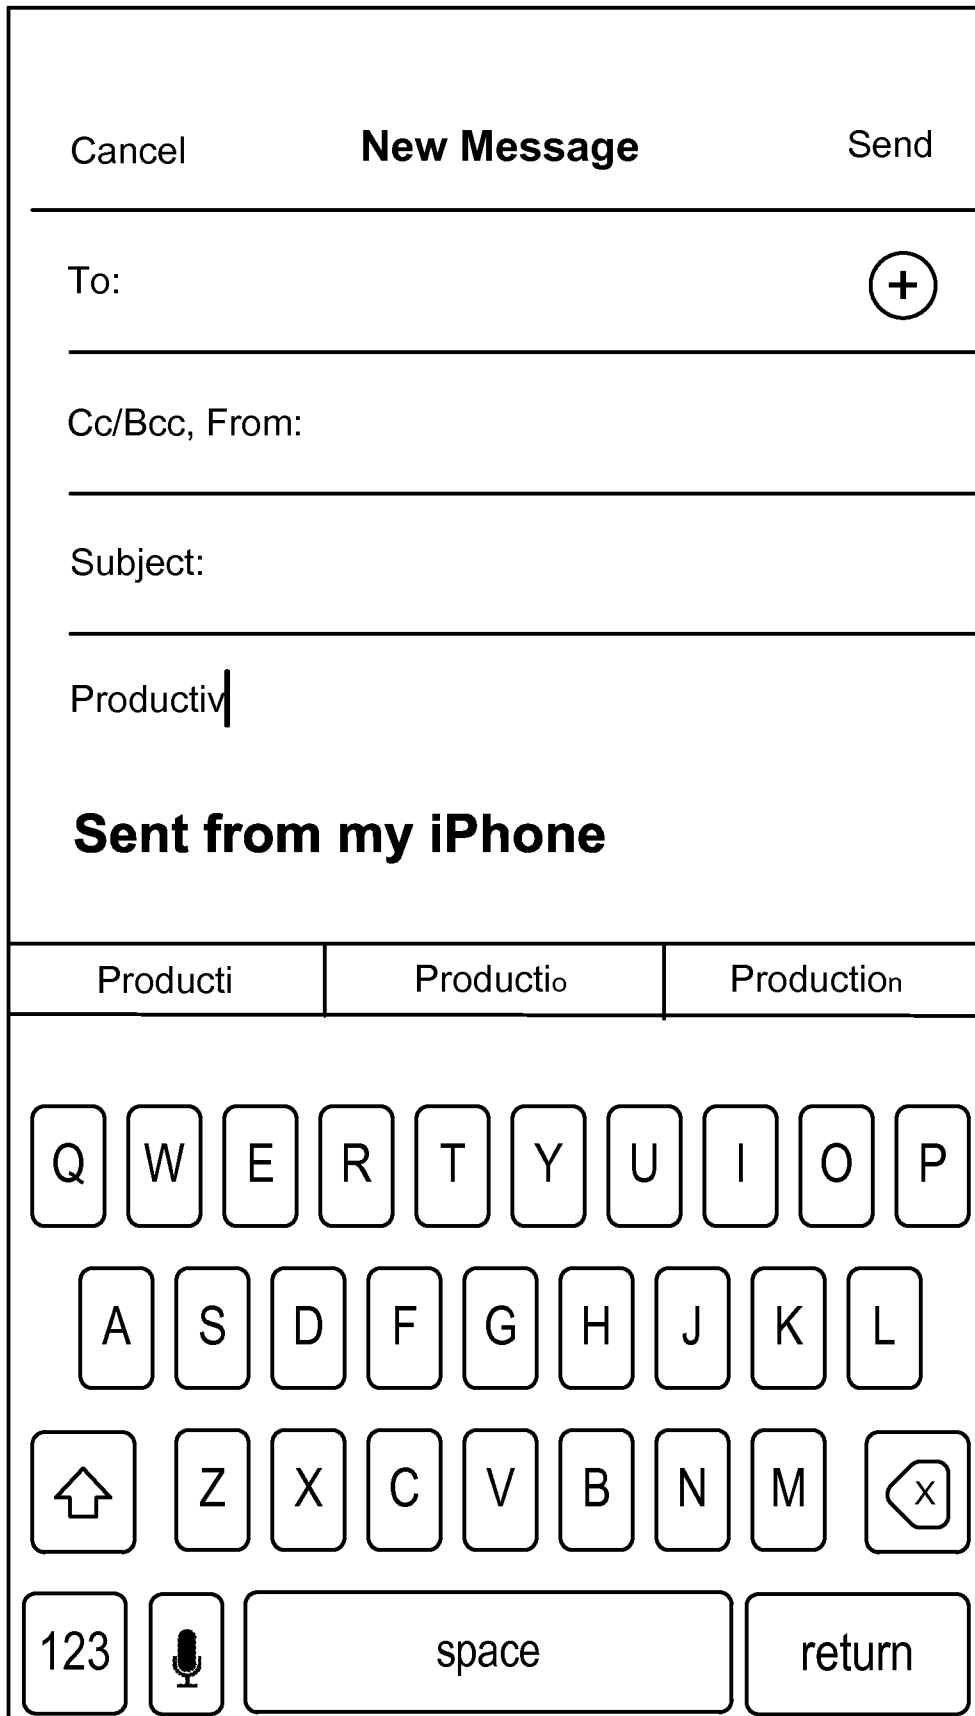 Cancel New Message Send
To: +
Cc/Bcc, From:
Subject:
Productiv
Sent from my iPhone
Producti Productio Production
Q W E R T Y U I O P
A S D F G H J K L
Z X C V B N M X
123 space return